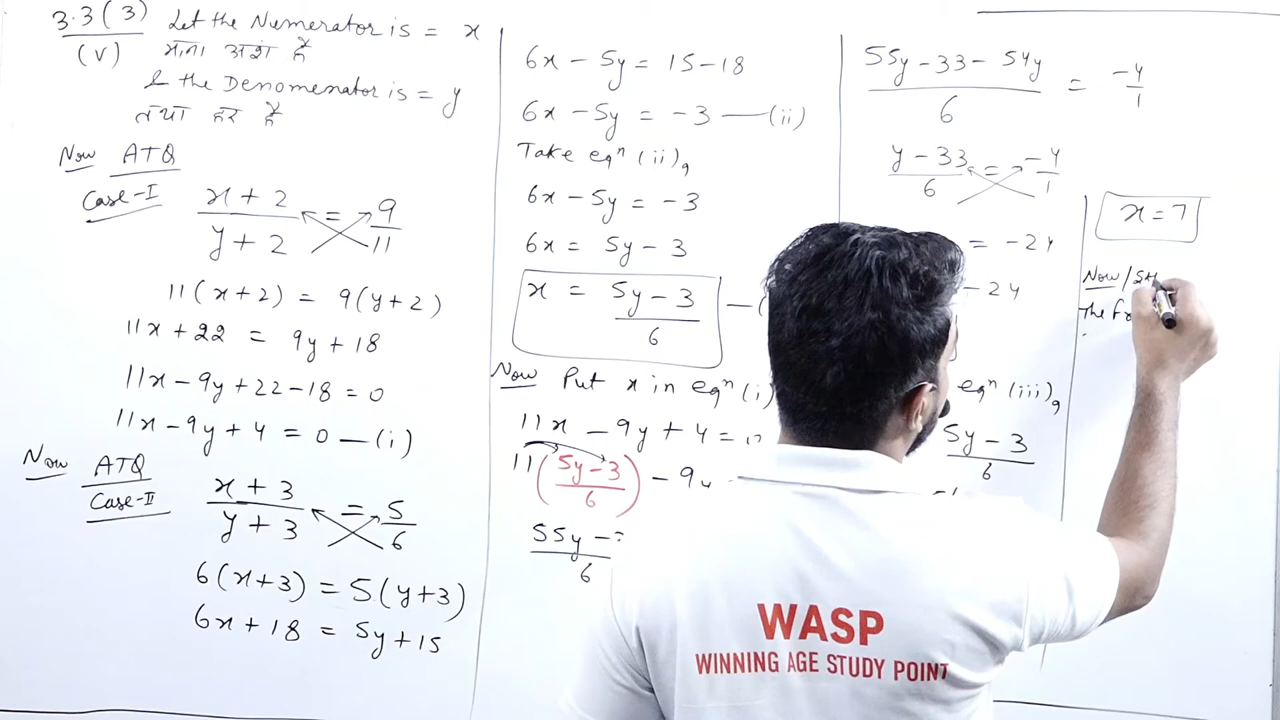 3.3(3)
(V)
Let the Numerator is = x
माना अंश है
& the Denomenator is = y
तथा हर है
Now ATQ
Case-I
x+2/y+2 = 9/11
11(x+2) = 9(y+2)
11x+22 = 9y+18
11x-9y+22-18=0
11x-9y+4=0 —(i)
Now ATQ
Case-II
x+3/y+3 = 5/6
6(x+3) = 5(y+3)
6x+18 = 5y+15
6x-5y=15-18
6x-5y=-3 —(ii)
Take eqⁿ (ii),
6x-5y=-3
6x = 5y-3
x = 5y-3/6
Now Put x in eqⁿ (i)
11x-9y+4=
11(5y-3/6) - 9
55y-
6
55y-33-54y/6 = -4/1
y-33/6 = -4/1
= -24
-24
eqⁿ (iii),
5y-3
6
x=7
Now/
The
WASP
WINNING AGE STUDY POINT